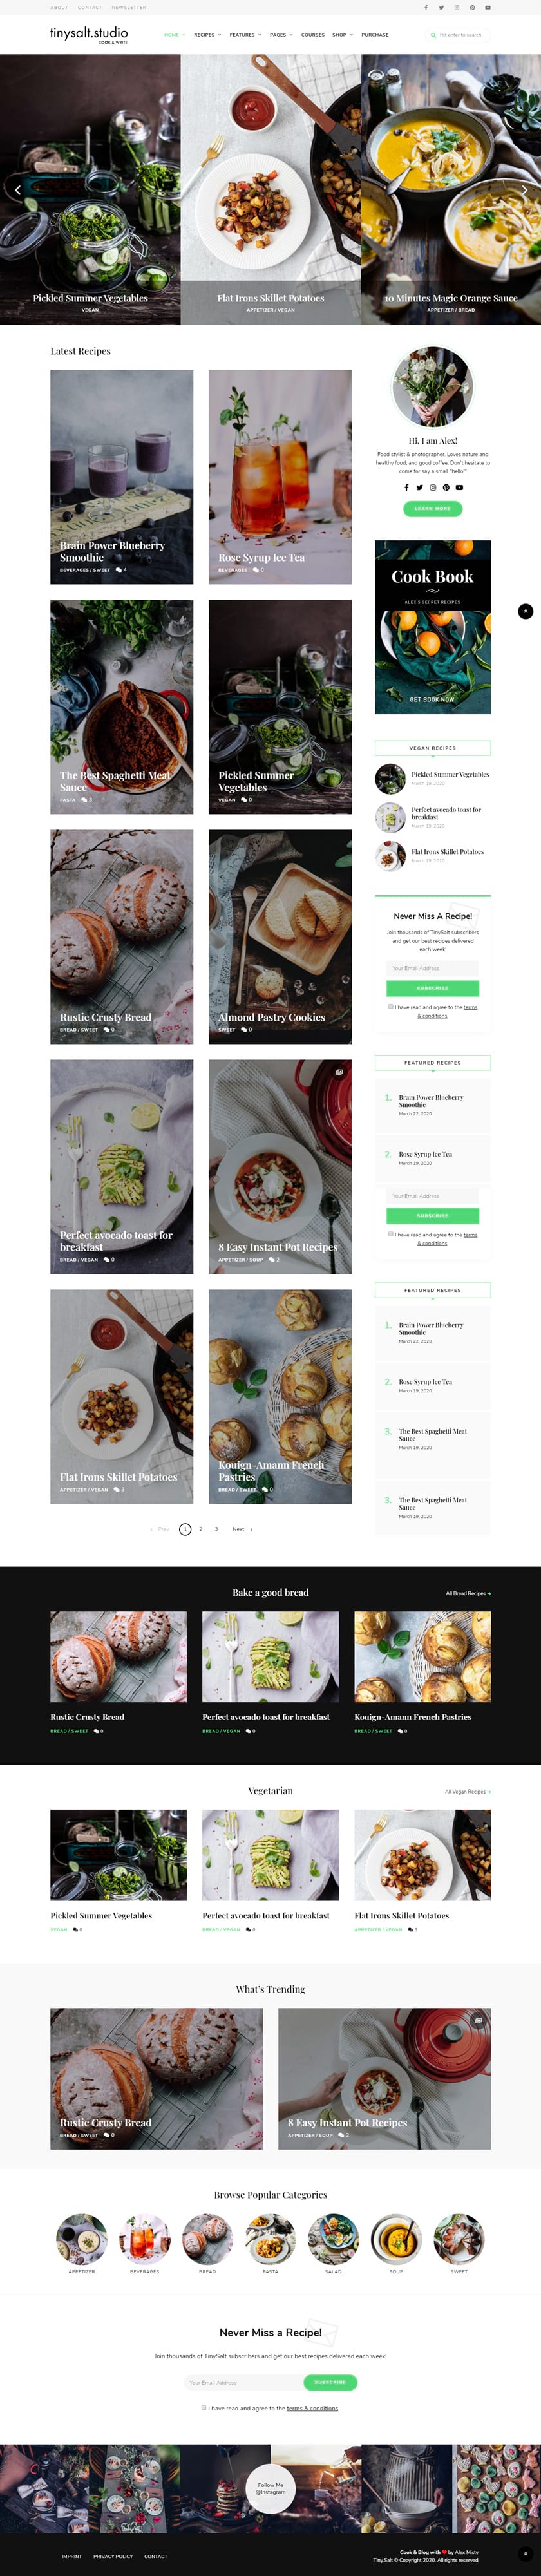 ABOUT CONTACT NEWSLETTER
tinysalt.studio
COOK & WRITE
HOME RECIPES FEATURES PAGES COURSES SHOP PURCHASE
Hit enter to search
Pickled Summer Vegetables
VEGAN
Flat Irons Skillet Potatoes
APPETIZER / VEGAN
10 Minutes Magic Orange Sauce
APPETIZER / BREAD
Latest Recipes
Brain Power Blueberry
Smoothie
BEVERAGES / SWEET 4
Rose Syrup Ice Tea
BEVERAGES 0
The Best Spaghetti Meat
Sauce
PASTA 3
Pickled Summer
Vegetables
VEGAN 0
Rustic Crusty Bread
BREAD / SWEET 0
Almond Pastry Cookies
SWEET 0
Perfect avocado toast for
breakfast
BREAD / VEGAN 0
8 Easy Instant Pot Recipes
APPETIZER / SOUP 2
Flat Irons Skillet Potatoes
APPETIZER / VEGAN 3
Kouign-Amann French
Pastries
BREAD / SWEET 0
Prev 1 2 3 Next
Hi, I am Alex!
Food stylist & photographer. Loves nature and
healthy food, and good coffee. Don't hesitate to
come for say a small "hello!"
LEARN MORE
Cook Book
ALEX'S SECRET RECIPES
GET BOOK NOW
VEGAN RECIPES
Pickled Summer Vegetables
March 19, 2020
Perfect avocado toast for
breakfast
March 19, 2020
Flat Irons Skillet Potatoes
March 19, 2020
Never Miss A Recipe!
Join thousands of TinySalt subscribers
and get our best recipes delivered
each week!
Your Email Address
SUBSCRIBE
I have read and agree to the terms
& conditions
FEATURED RECIPES
1. Brain Power Blueberry
Smoothie
March 22, 2020
2. Rose Syrup Ice Tea
March 19, 2020
Your Email Address
SUBSCRIBE
I have read and agree to the terms
& conditions
FEATURED RECIPES
1. Brain Power Blueberry
Smoothie
March 22, 2020
2. Rose Syrup Ice Tea
March 19, 2020
3. The Best Spaghetti Meat
Sauce
March 19, 2020
3. The Best Spaghetti Meat
Sauce
March 19, 2020
Bake a good bread
All Bread Recipes
Rustic Crusty Bread
BREAD / SWEET 0
Perfect avocado toast for breakfast
BREAD / VEGAN 0
Kouign-Amann French Pastries
BREAD / SWEET 0
Vegetarian
All Vegan Recipes
Pickled Summer Vegetables
VEGAN 0
Perfect avocado toast for breakfast
BREAD / VEGAN 0
Flat Irons Skillet Potatoes
APPETIZER / VEGAN 3
What's Trending
Rustic Crusty Bread
BREAD / SWEET 0
8 Easy Instant Pot Recipes
APPETIZER / SOUP 2
Browse Popular Categories
APPETIZER BEVERAGES BREAD PASTA SALAD SOUP SWEET
Never Miss a Recipe!
Join thousands of TinySalt subscribers and get our best recipes delivered each week!
Your Email Address
SUBSCRIBE
I have read and agree to the terms & conditions.
Follow Me
@Instagram
IMPRINT PRIVACY POLICY CONTACT
Cook & Blog with by Alex Misty.
TinySalt © Copyright 2020. All rights reserved.